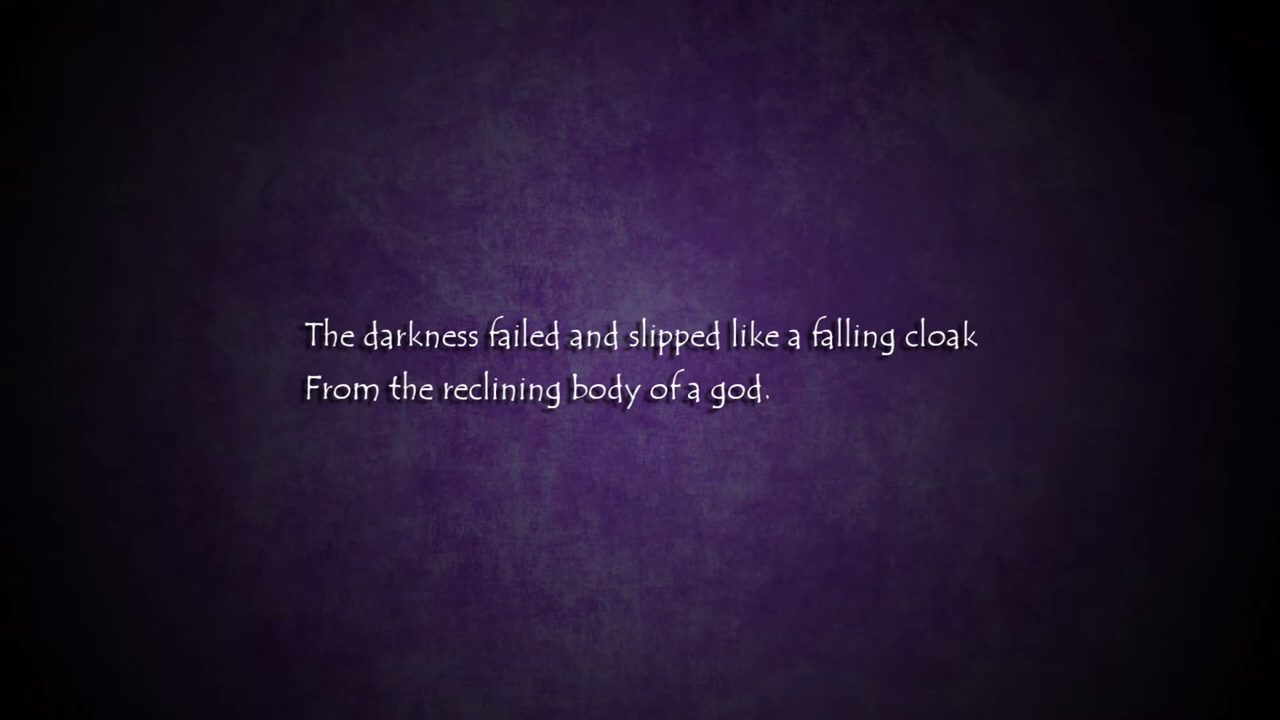 The darkness failed and slipped like a falling cloak
From the reclining body of a god.